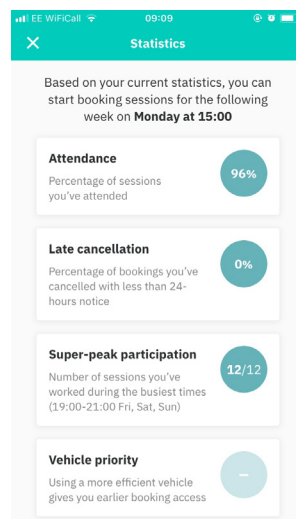 EE WiFiCall 09:09
Statistics
Based on your current statistics, you can
start booking sessions for the following
week on Monday at 15:00
Attendance
Percentage of sessions
you've attended
96%
Late cancellation
Percentage of bookings you've
cancelled with less than 24-
hours notice
0%
Super-peak participation
Number of sessions you've
worked during the busiest times
(19:00-21:00 Fri, Sat, Sun)
12/12
Vehicle priority
Using a more efficient vehicle
gives you earlier booking access
–